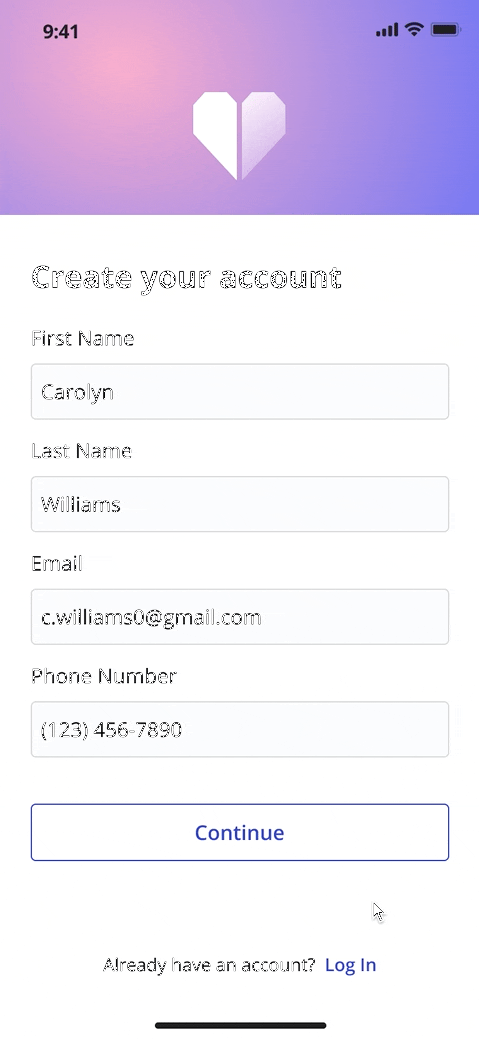 9:41
Create your account
First Name
Carolyn
Last Name
Williams
Email
c.williams0@gmail.com
Phone Number
(123) 456-7890
Continue
Already have an account? Log In